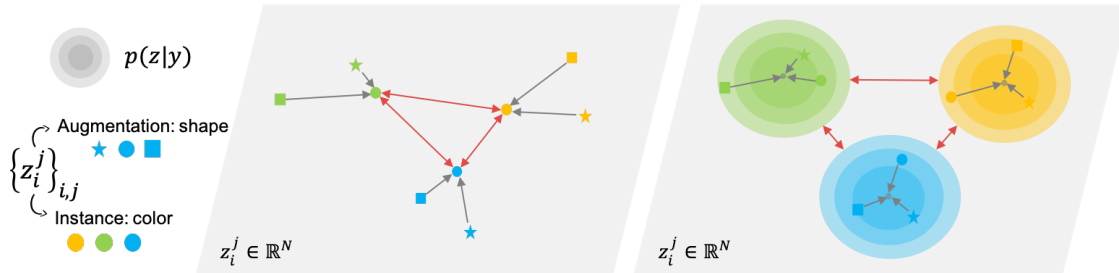 p(z|y)
Augmentation: shape
{z_i^j}_{i,j}
Instance: color
z_i^j ∈ ℝ^N
z_i^j ∈ ℝ^N